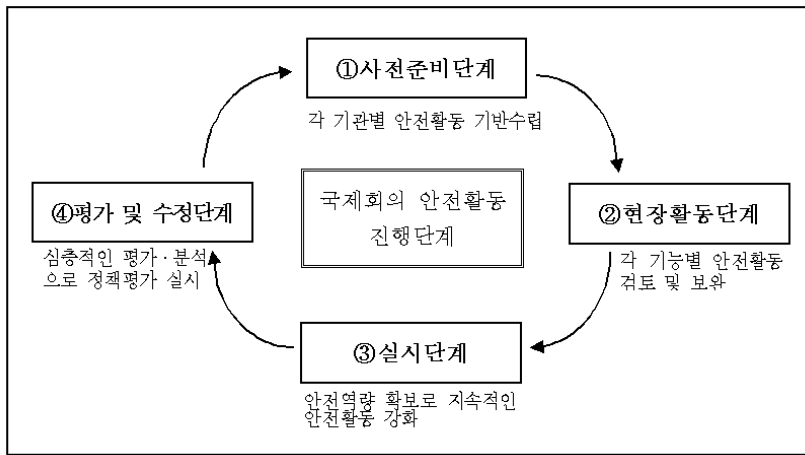 ①사전준비단계
각 기관별 안전활동 기반수립
국제회의 안전활동
진행단계
②현장활동단계
각 기능별 안전활동
검토 및 보완
③실시단계
안전역량 확보로 지속적인
안전활동 강화
④평가 및 수정단계
심층적인 평가·분석
으로 정책평가 실시